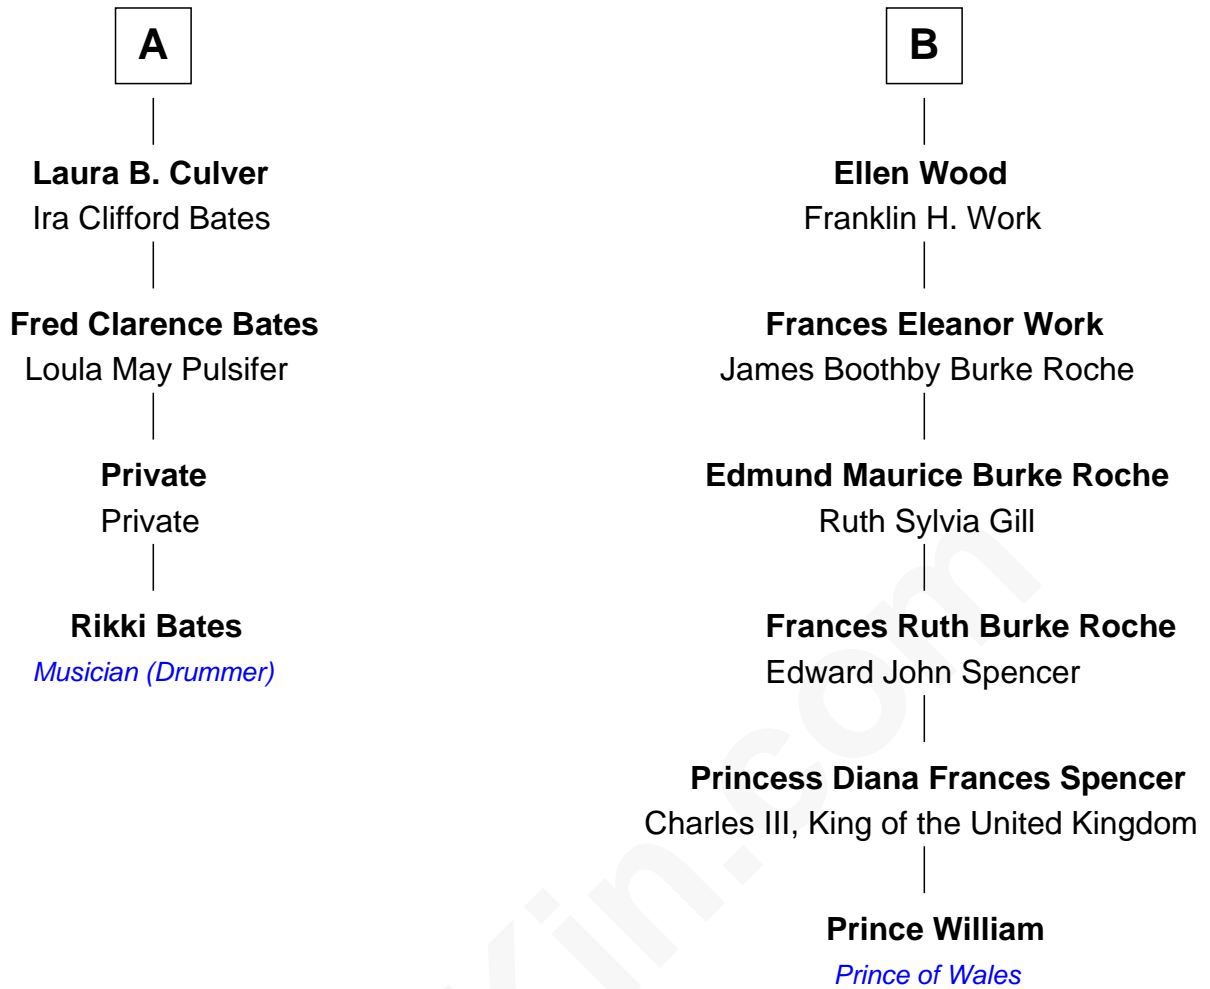 A
Laura B. Culver
Ira Clifford Bates
Fred Clarence Bates
Loula May Pulsifer
Private
Private
Rikki Bates
Musician (Drummer)
B
Ellen Wood
Franklin H. Work
Frances Eleanor Work
James Boothby Burke Roche
Edmund Maurice Burke Roche
Ruth Sylvia Gill
Frances Ruth Burke Roche
Edward John Spencer
Princess Diana Frances Spencer
Charles III, King of the United Kingdom
Prince William
Prince of Wales
Kin.com